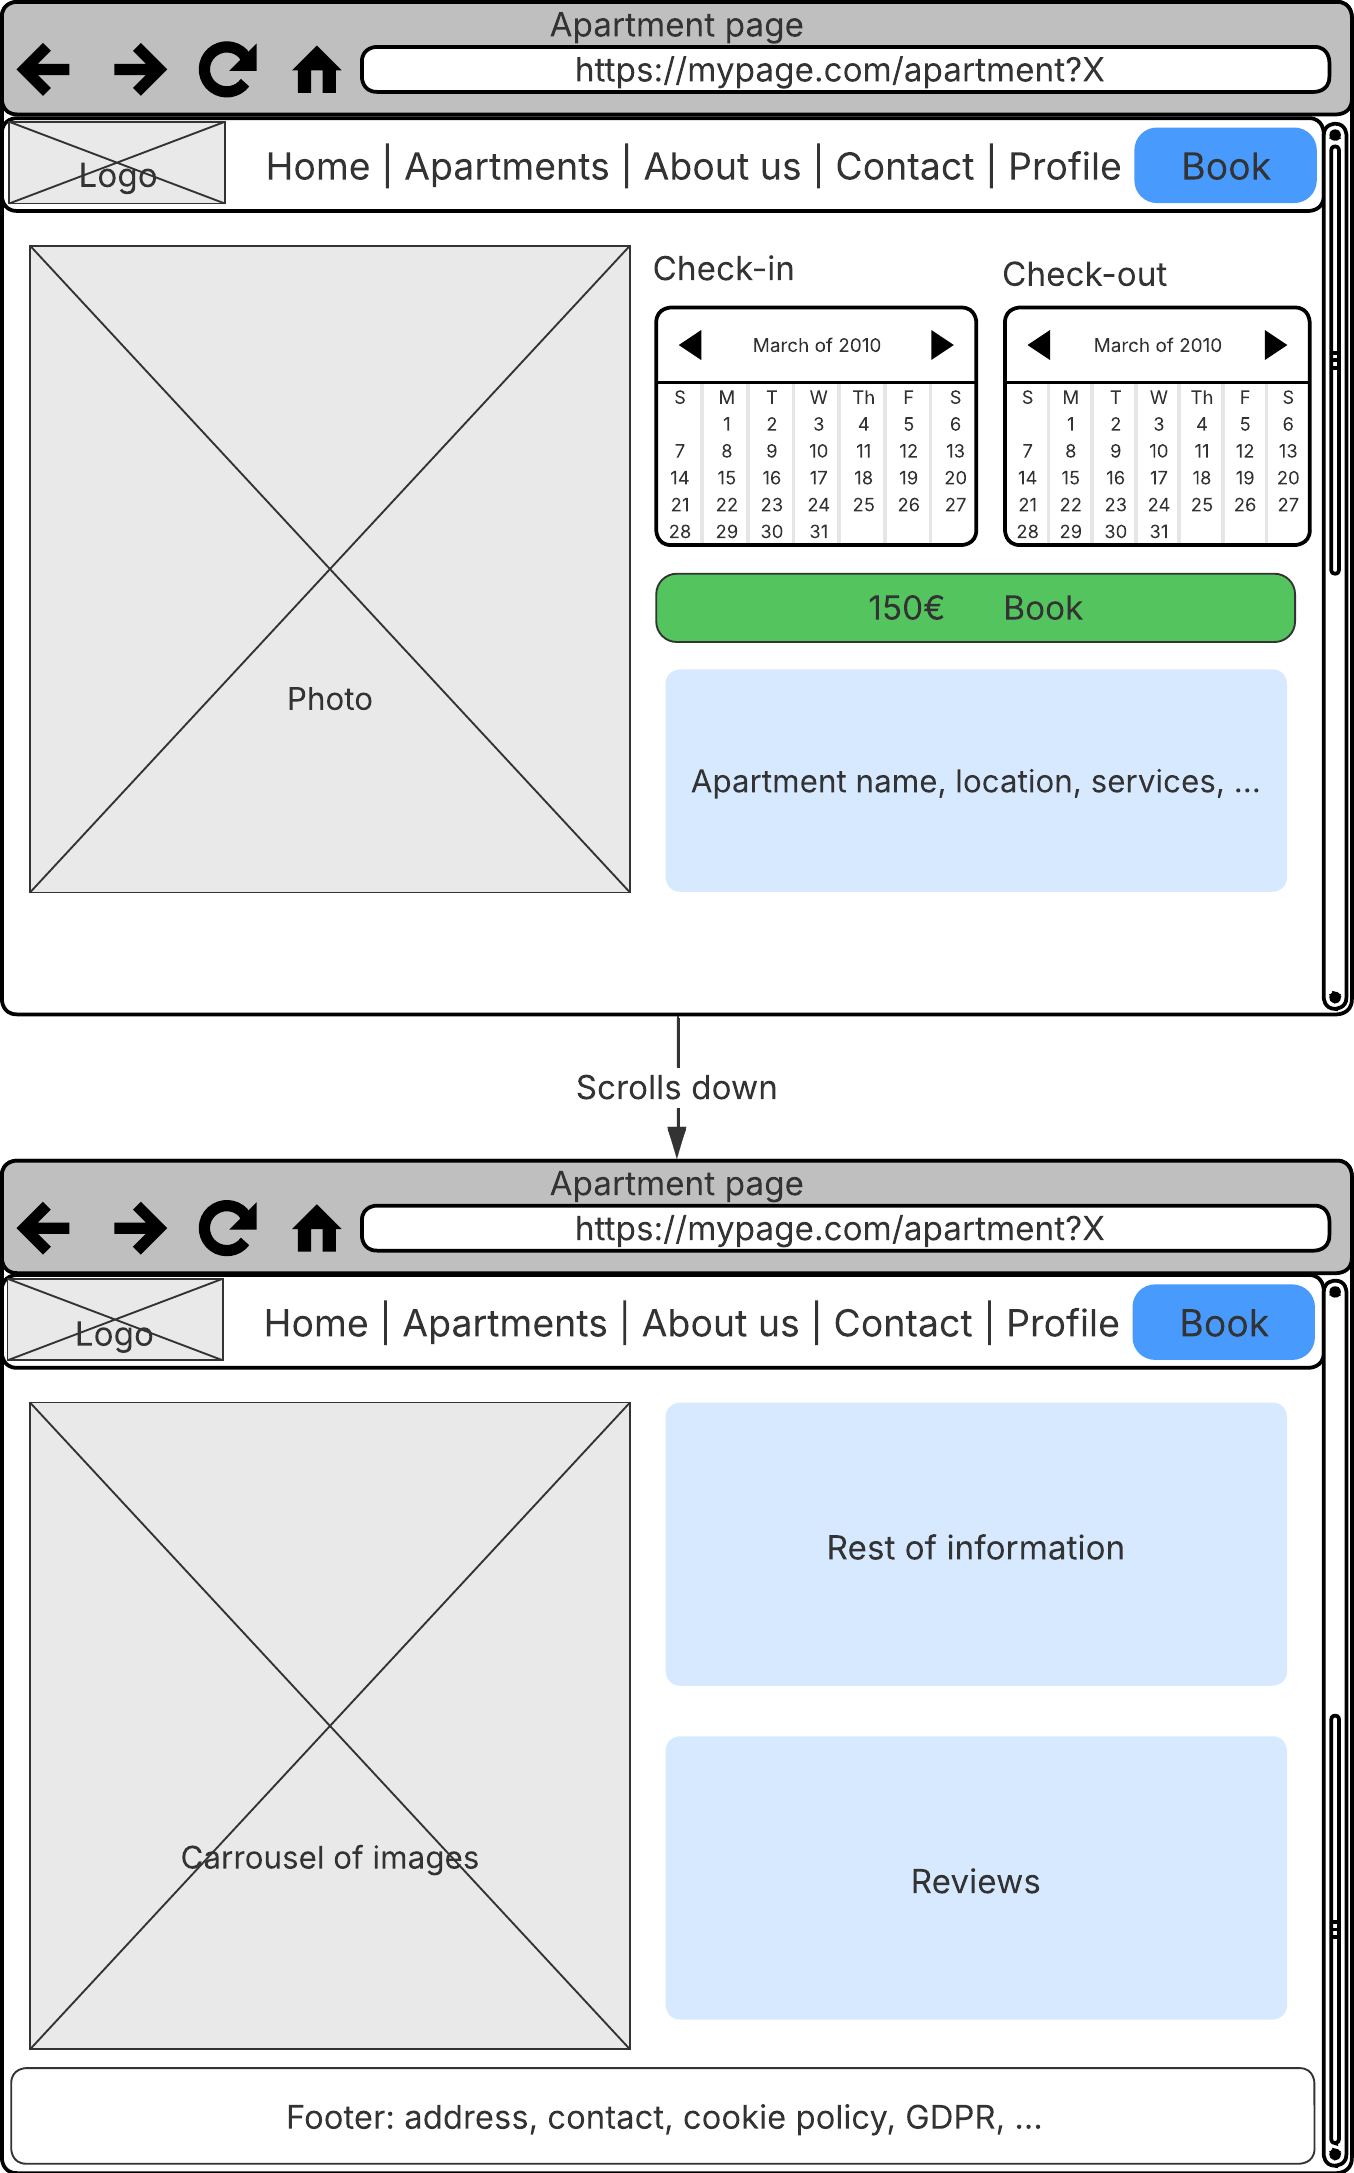 Apartment page
https://mypage.com/apartment?X
Logo
Home | Apartments | About us | Contact | Profile
Book
Check-in
March of 2010
S M T W Th F S
1 2 3 4 5 6
7 8 9 10 11 12 13
14 15 16 17 18 19 20
21 22 23 24 25 26 27
28 29 30 31
Check-out
March of 2010
S M T W Th F S
1 2 3 4 5 6
7 8 9 10 11 12 13
14 15 16 17 18 19 20
21 22 23 24 25 26 27
28 29 30 31
150€ Book
Photo
Apartment name, location, services, ...
Scrolls down
Apartment page
https://mypage.com/apartment?X
Logo
Home | Apartments | About us | Contact | Profile
Book
Rest of information
Carrousel of images
Reviews
Footer: address, contact, cookie policy, GDPR, ...